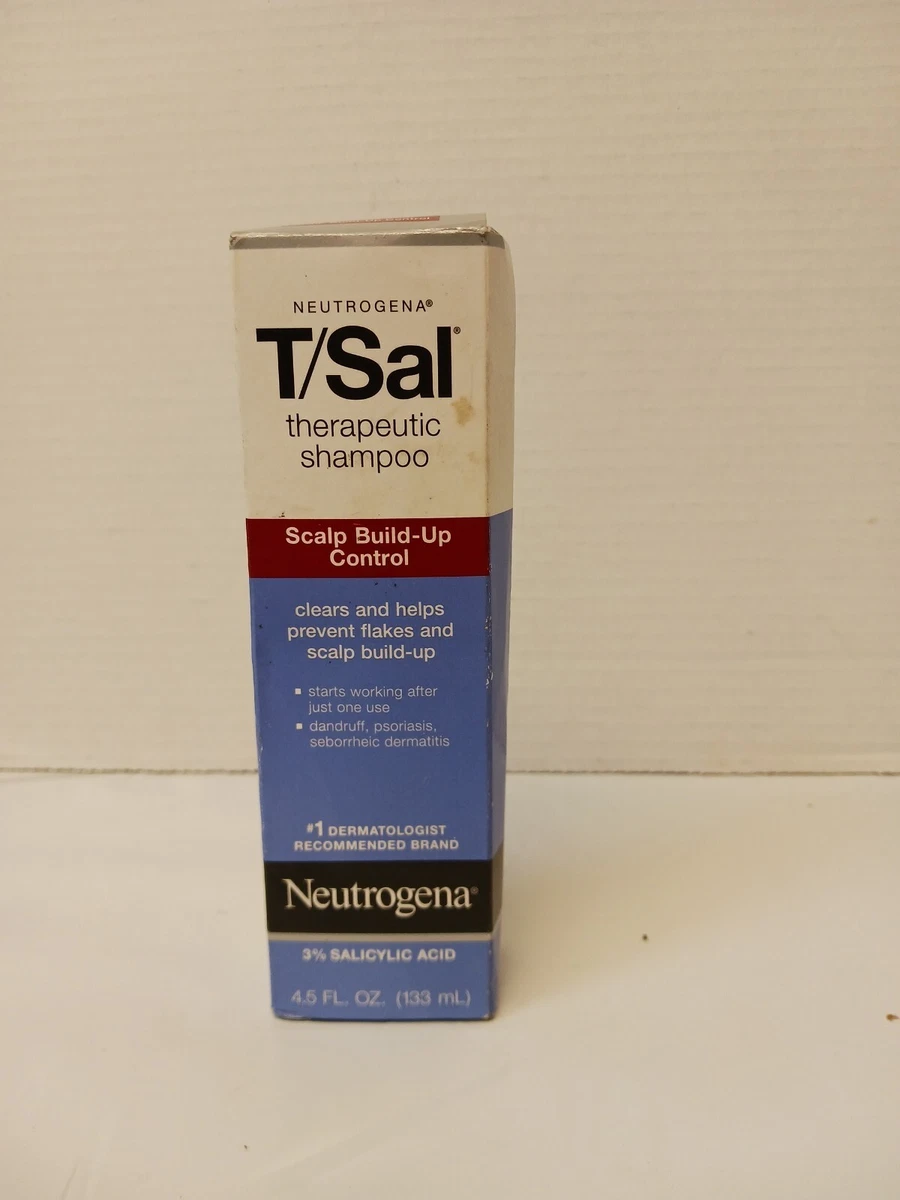 NEUTROGENA®
T/Sal®
therapeutic
shampoo
Scalp Build-Up
Control
clears and helps
prevent flakes and
scalp build-up
▪ starts working after
just one use
▪ dandruff, psoriasis,
seborrheic dermatitis
#1 DERMATOLOGIST
RECOMMENDED BRAND
Neutrogena®
3% SALICYLIC ACID
4.5 FL. OZ. (133 mL)